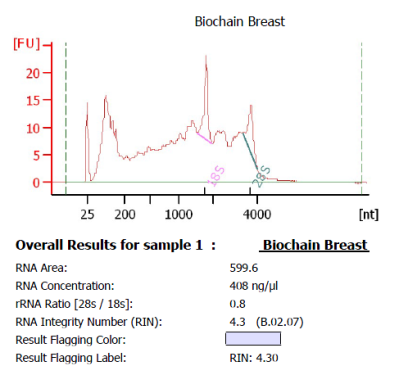 Biochain Breast
[FU]
20
15
10
5
0
18S
28S
25 200 1000 4000 [nt]
Overall Results for sample 1 : Biochain Breast
RNA Area: 599.6
RNA Concentration: 408 ng/µl
rRNA Ratio [28s / 18s]: 0.8
RNA Integrity Number (RIN): 4.3 (B.02.07)
Result Flagging Color:
Result Flagging Label: RIN: 4.30